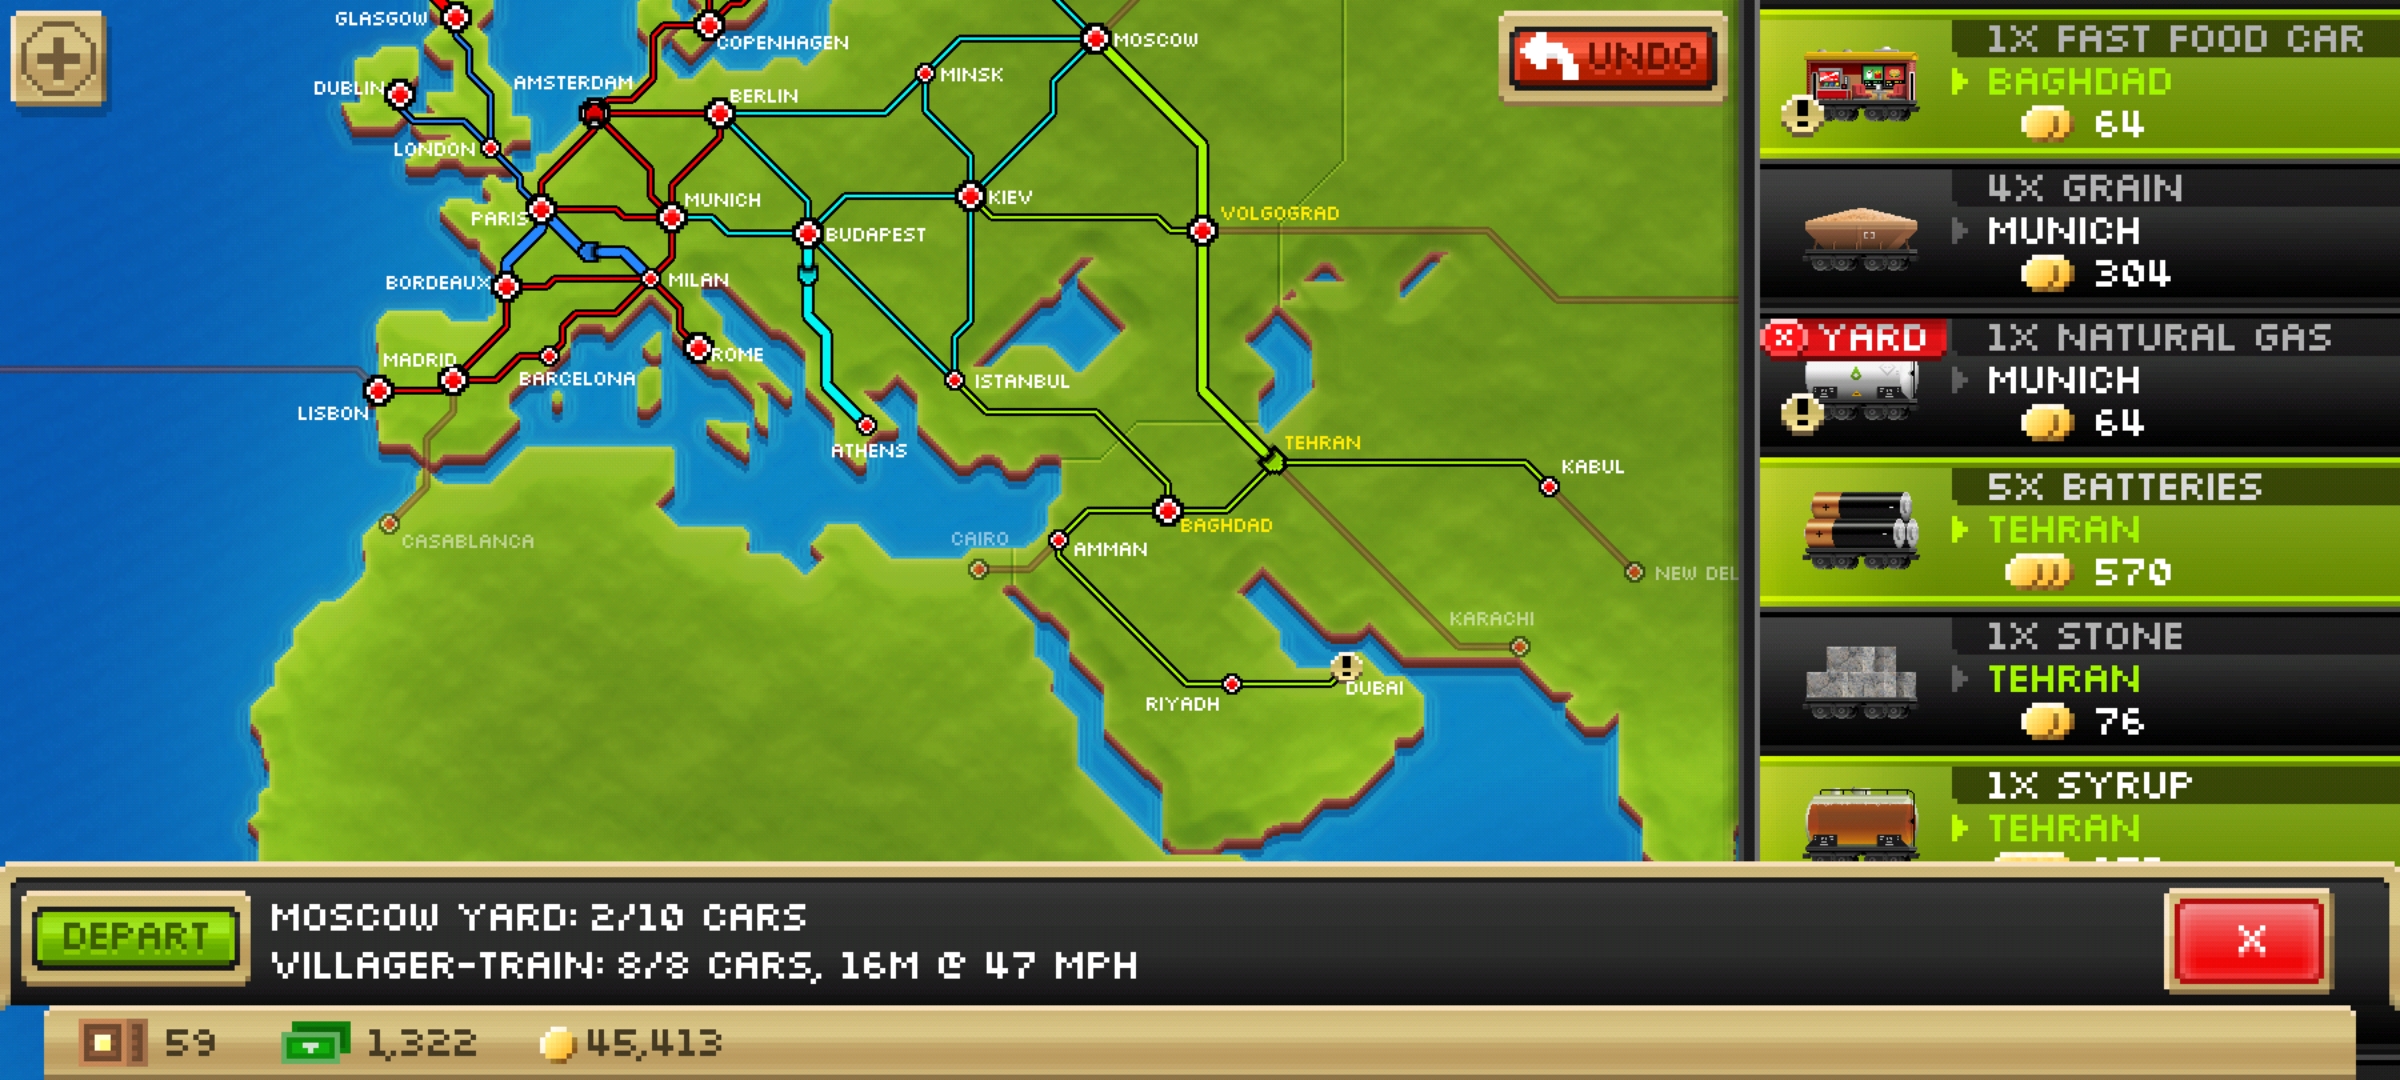 GLASGOW
COPENHAGEN
MOSCOW
UNDO
DUBLIN
AMSTERDAM
BERLIN
MINSK
LONDON
PARIS
MUNICH
KIEV
BUDAPEST
VOLGOGRAD
BORDEAUX
MILAN
MADRID
ROME
BARCELONA
ISTANBUL
LISBON
ATHENS
TEHRAN
KABUL
CASABLANCA
CAIRO
BAGHDAD
AMMAN
NEW DEL
KARACHI
RIYADH
DUBAI
1X FAST FOOD CAR
BAGHDAD
64
4X GRAIN
MUNICH
304
X YARD
1X NATURAL GAS
MUNICH
64
5X BATTERIES
TEHRAN
570
1X STONE
TEHRAN
76
1X SYRUP
TEHRAN
DEPART
MOSCOW YARD: 2/10 CARS
VILLAGER-TRAIN: 8/8 CARS, 16M @ 47 MPH
X
59
1,322
45,413